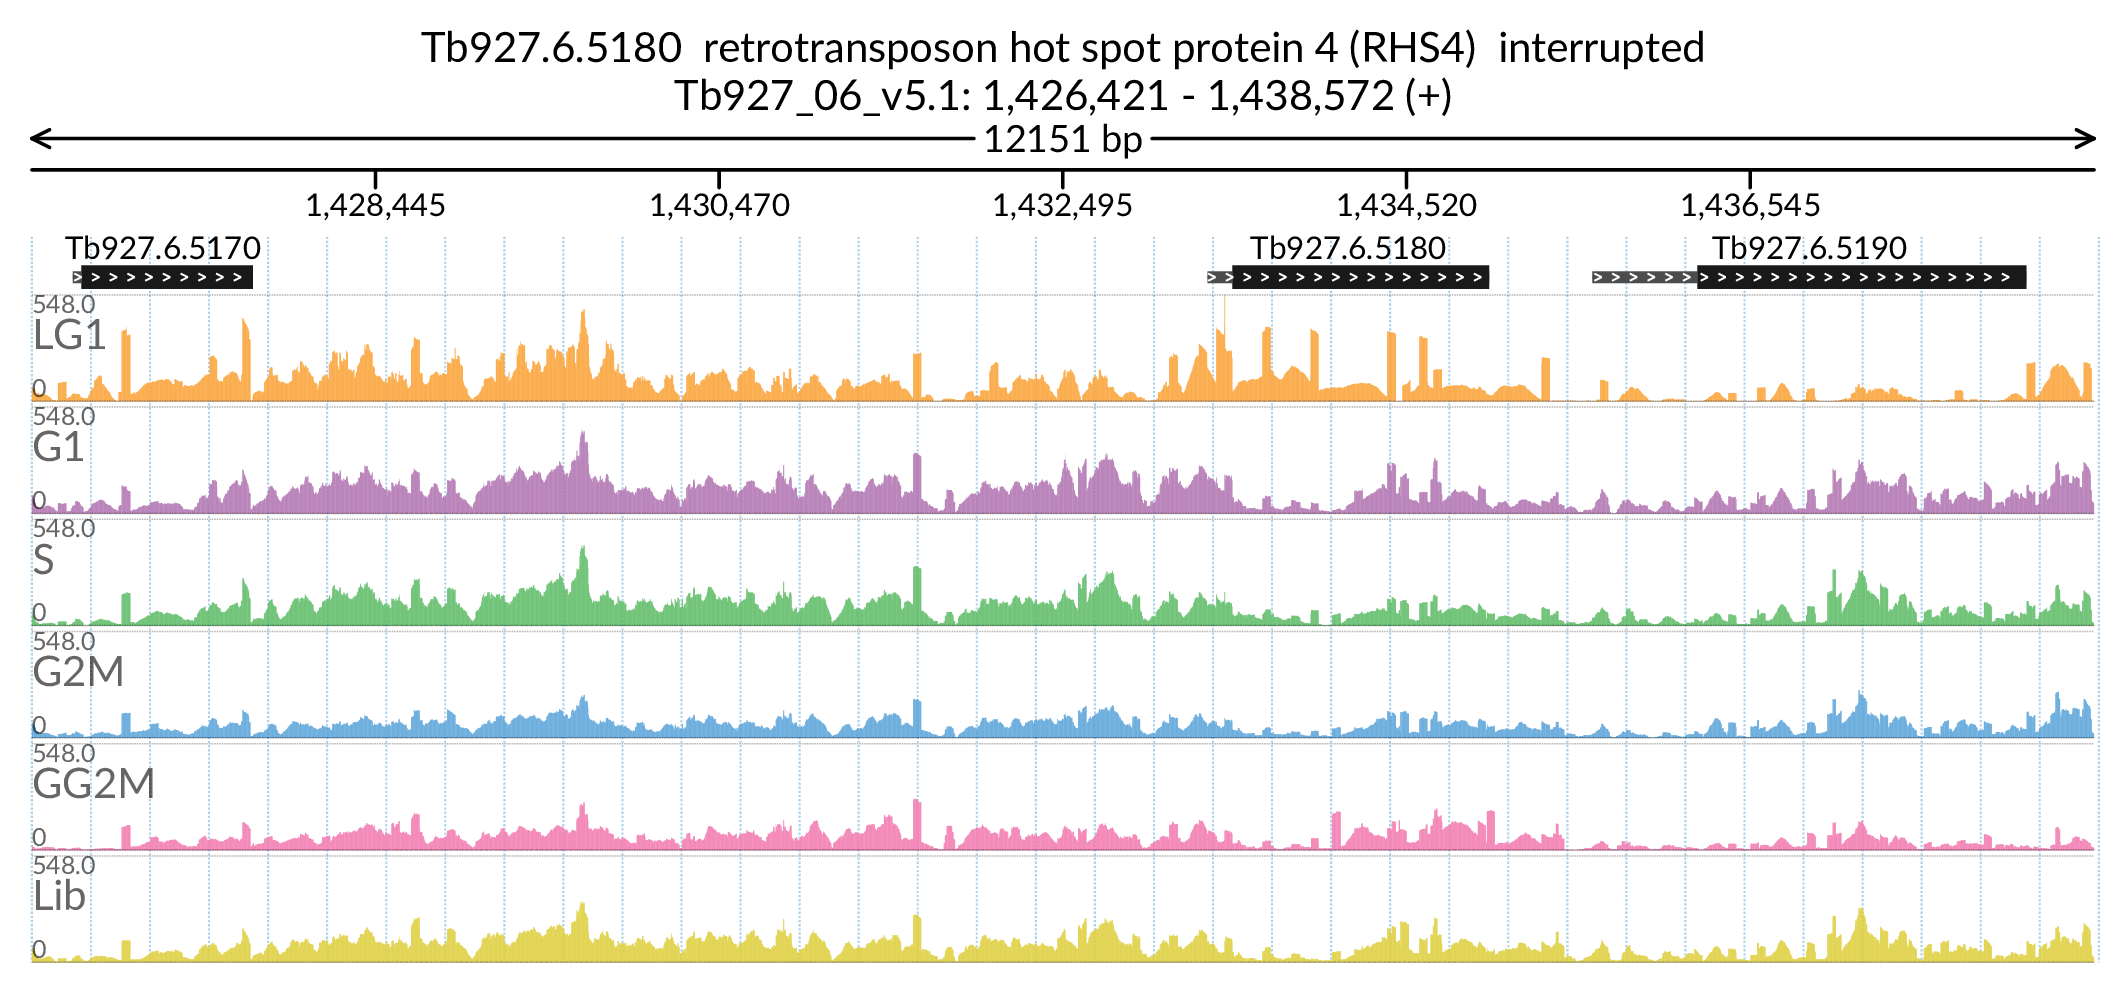 Tb927.6.5180 retrotransposon hot spot protein 4 (RHS4) interrupted
Tb927_06_v5.1: 1,426,421 - 1,438,572 (+)
12151 bp
1,428,445 1,430,470 1,432,495 1,434,520 1,436,545
Tb927.6.5170 Tb927.6.5180 Tb927.6.5190
548.0
LG1
0
548.0
G1
0
548.0
S
0
548.0
G2M
0
548.0
GG2M
0
548.0
Lib
0